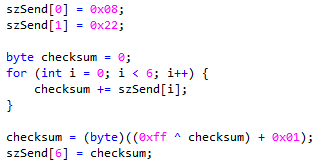 szSend[0] = 0x08;
szSend[1] = 0x22;
byte checksum = 0;
for (int i = 0; i < 6; i++) {
checksum += szSend[i];
}
checksum = (byte)((0xff ^ checksum) + 0x01);
szSend[6] = checksum;